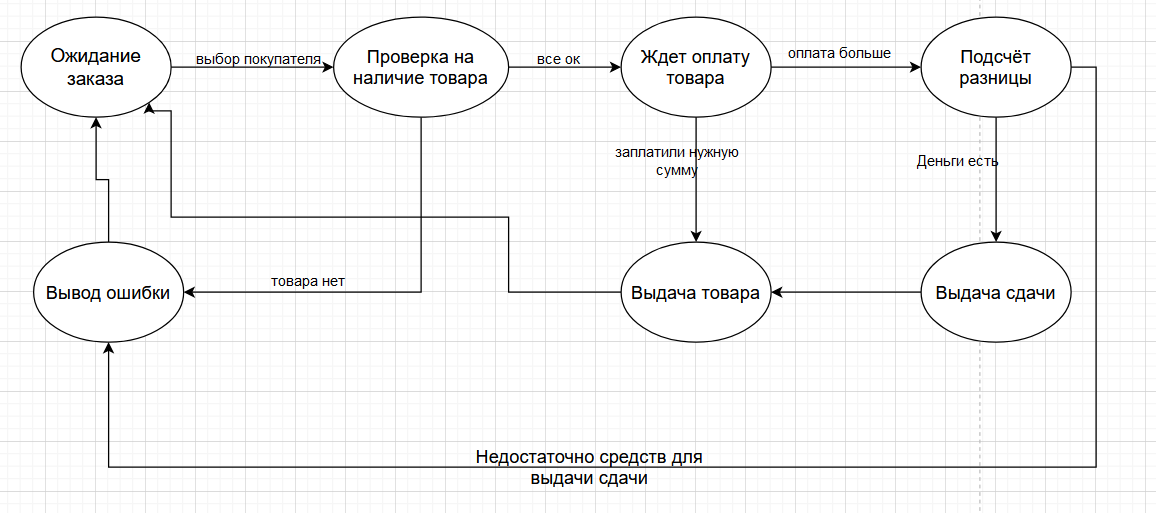 Ожидание
заказа
выбор покупателя
Проверка на
наличие товара
все ок
Ждет оплату
товара
оплата больше
Подсчёт
разницы
заплатили нужную
сумму
Деньги есть
товара нет
Вывод ошибки
Выдача товара
Выдача сдачи
Недостаточно средств для
выдачи сдачи